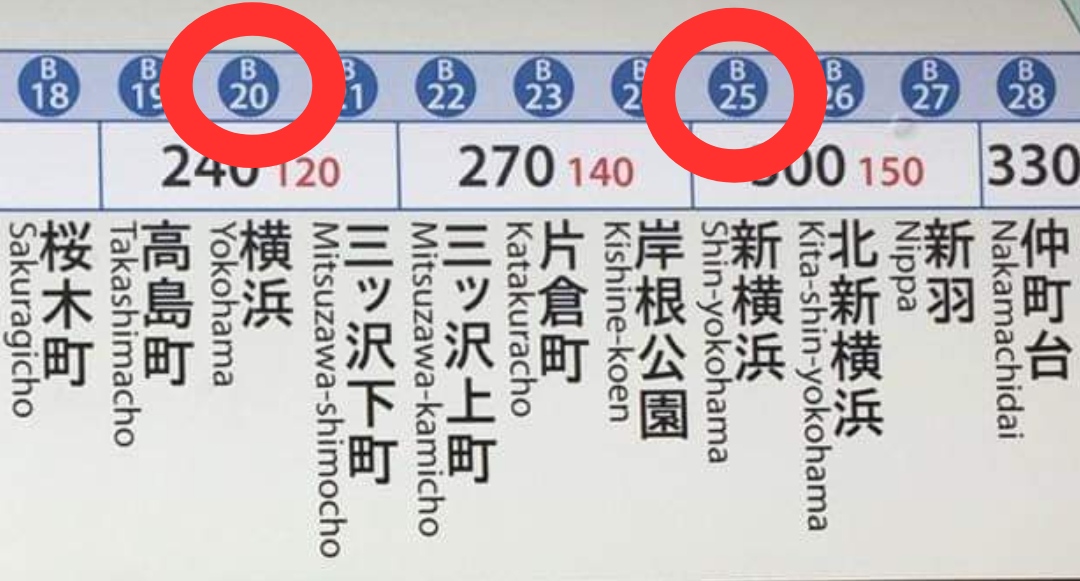 B 18
B 19
B 20
B 21
B 22
B 23
B 2
B 25
B 26
B 27
B 28
240 120
270 140
300 150
330
桜木町
Sakuragicho
高島町
Takashimacho
横浜
Yokohama
三ッ沢下町
Mitsuzawa-shimocho
三ッ沢上町
Mitsuzawa-kamicho
片倉町
Katakuracho
岸根公園
Kishine-koen
新横浜
Shin-yokohama
北新横浜
Kita-shin-yokohama
新羽
Nippa
仲町台
Nakamachidai